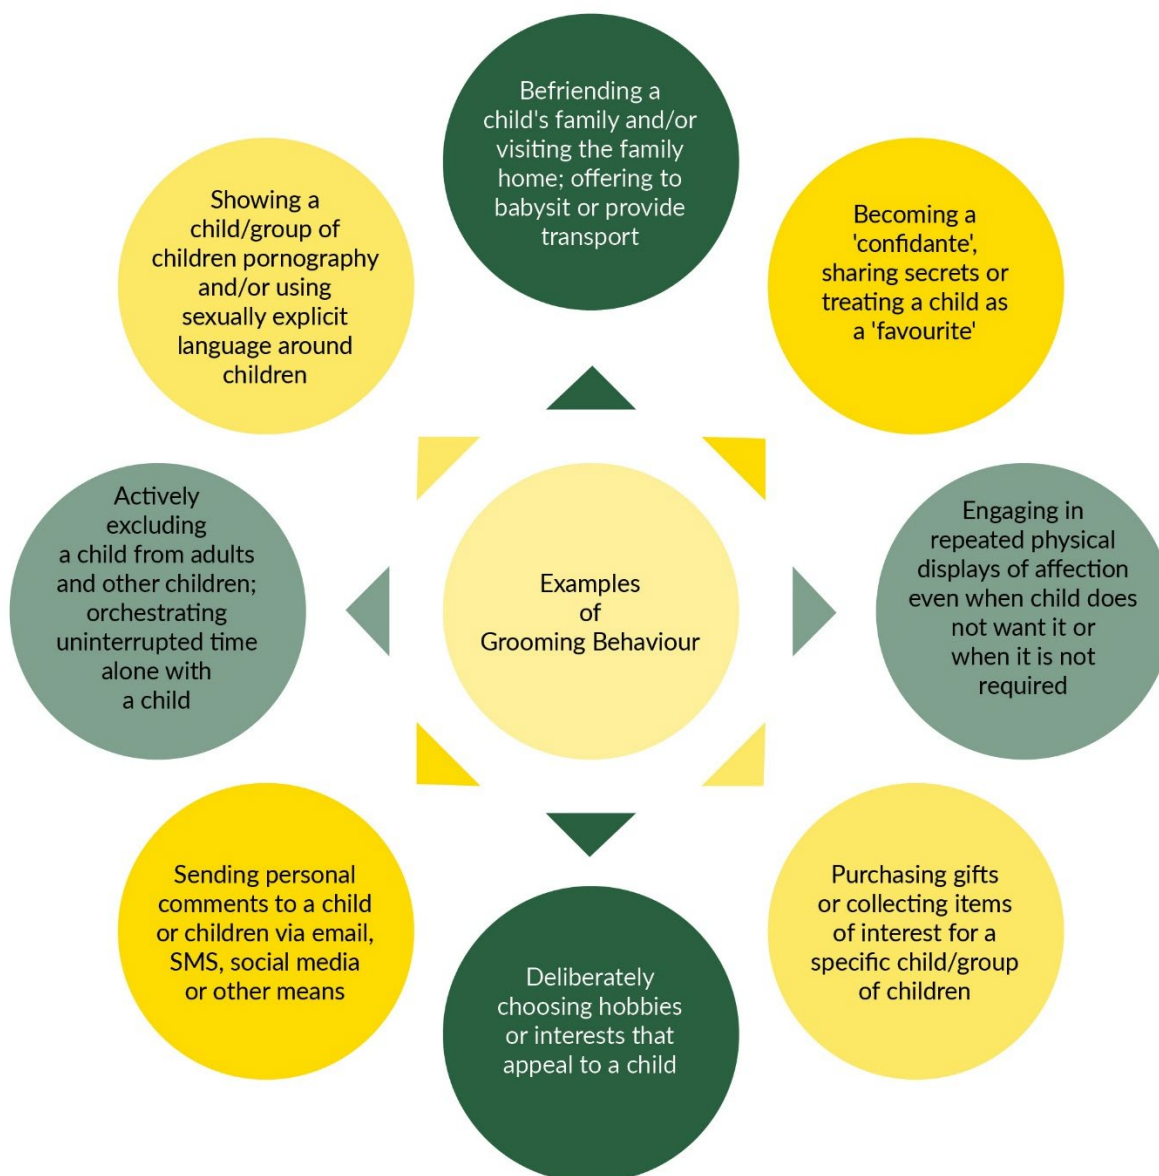 Befriending a
child's family and/or
visiting the family
home; offering to
babysit or provide
transport
Becoming a
'confidante',
sharing secrets or
treating a child as
a 'favourite'
Engaging in
repeated physical
displays of affection
even when child does
not want it or
when it is not
required
Purchasing gifts
or collecting items
of interest for a
specific child/group
of children
Deliberately
choosing hobbies
or interests that
appeal to a child
Sending personal
comments to a child
or children via email,
SMS, social media
or other means
Actively
excluding
a child from adults
and other children;
orchestrating
uninterrupted time
alone with
a child
Showing a
child/group of
children pornography
and/or using
sexually explicit
language around
children
Examples
of
Grooming Behaviour